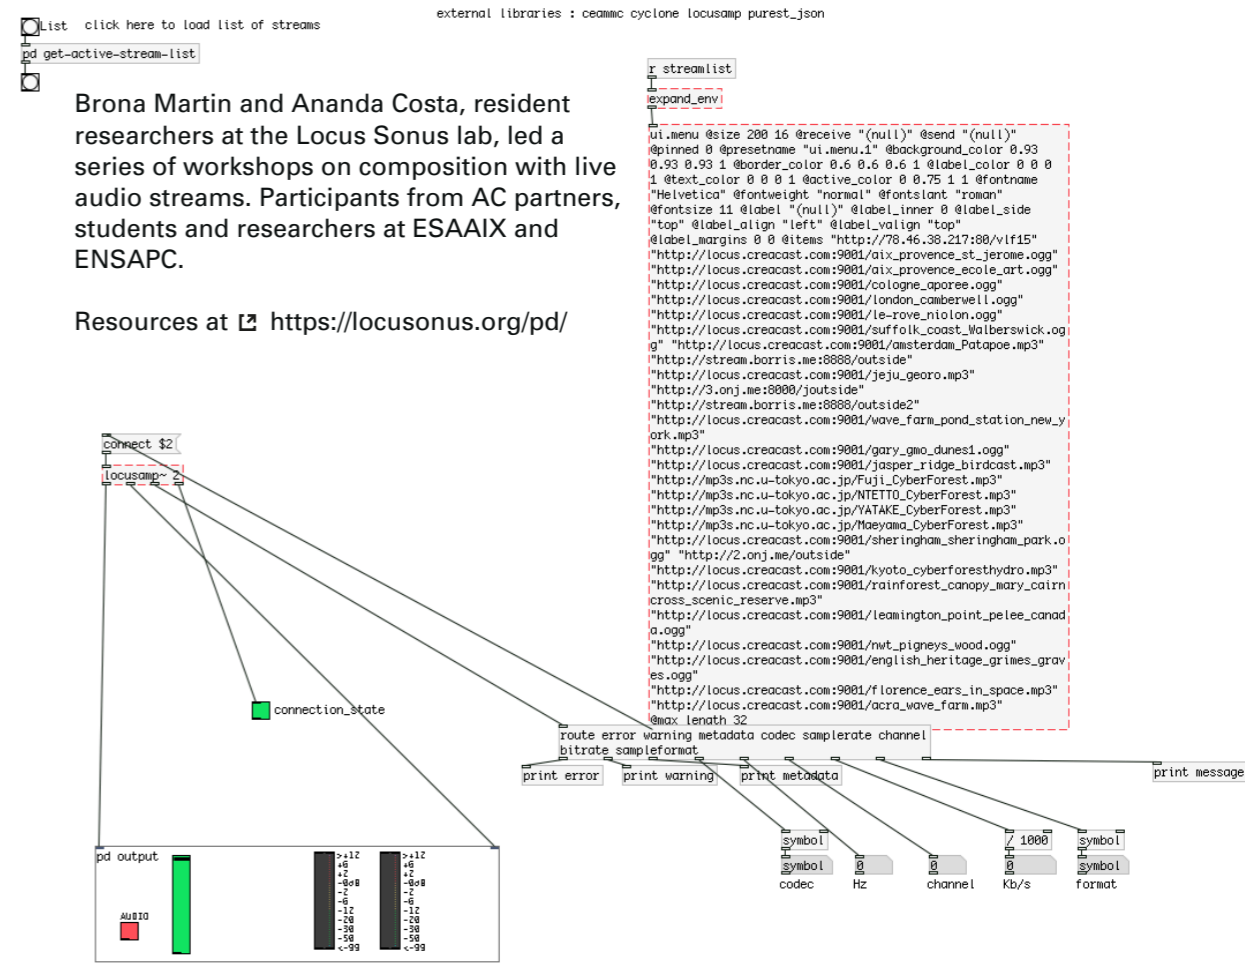 external libraries : ceammc cyclone locusamp purest_json
List click here to load list of streams
pd get-active-stream-list
Brona Martin and Ananda Costa, resident
researchers at the Locus Sonus lab, led a
series of workshops on composition with live
audio streams. Participants from AC partners,
students and researchers at ESAAIX and
ENSAPC.
Resources at https://locusonus.org/pd/
r streamlist
expand_env
ui.menu @size 200 16 @receive "(null)" @send "(null)"
@pinned 0 @presetname "ui.menu.1" @background_color 0.93
0.93 0.93 1 @border_color 0.6 0.6 0.6 1 @label_color 0 0 0
1 @text_color 0 0 0 1 @active_color 0 0.75 1 1 @fontname
"Helvetica" @fontweight "normal" @fontslant "roman"
@fontsize 11 @label "(null)" @label_inner 0 @label_side
"top" @label_align "left" @label_valign "top"
@label_margins 0 0 @items "http://78.46.38.217:80/vlf15"
"http://locus.creacast.com:9001/aix_provence_st_jerome.ogg"
"http://locus.creacast.com:9001/aix_provence_ecole_art.ogg"
"http://locus.creacast.com:9001/cologne_aporee.ogg"
"http://locus.creacast.com:9001/london_camberwell.ogg"
"http://locus.creacast.com:9001/le-rove_niolon.ogg"
"http://locus.creacast.com:9001/suffolk_coast_Walberswick.og
g" "http://locus.creacast.com:9001/amsterdam_Patapoe.mp3"
"http://stream.borris.me:8888/outside"
"http://locus.creacast.com:9001/jeju_georo.mp3"
"http://3.onj.me:8000/joutside"
"http://stream.borris.me:8888/outside2"
"http://locus.creacast.com:9001/wave_farm_pond_station_new_y
ork.mp3"
"http://locus.creacast.com:9001/gary_gmo_dunes1.ogg"
"http://locus.creacast.com:9001/jasper_ridge_birdcast.mp3"
"http://mp3s.nc.u-tokyo.ac.jp/Fuji_CyberForest.mp3"
"http://mp3s.nc.u-tokyo.ac.jp/NTETTO_CyberForest.mp3"
"http://mp3s.nc.u-tokyo.ac.jp/YATAKE_CyberForest.mp3"
"http://mp3s.nc.u-tokyo.ac.jp/Maeyama_CyberForest.mp3"
"http://locus.creacast.com:9001/sheringham_sheringham_park.o
gg" "http://2.onj.me/outside"
"http://locus.creacast.com:9001/kyoto_cyberforesthydro.mp3"
"http://locus.creacast.com:9001/rainforest_canopy_mary_cairn
cross_scenic_reserve.mp3"
"http://locus.creacast.com:9001/leamington_point_pelee_canad
a.ogg"
"http://locus.creacast.com:9001/nwt_pigneys_wood.ogg"
"http://locus.creacast.com:9001/english_heritage_grimes_grav
es.ogg"
"http://locus.creacast.com:9001/florence_ears_in_space.mp3"
"http://locus.creacast.com:9001/acra_wave_farm.mp3"
@max_length 32
connect $2
locusamp~ 2
connection_state
route error warning metadata codec samplerate channel
bitrate sampleformat
print error
print warning
print metadata
print message
symbol
/ 1000
symbol
symbol
0
0
0
symbol
codec
Hz
channel
Kb/s
format
pd output
AUDIO
>+12
+6
+2
-0dB
-2
-6
-12
-20
-30
-50
<-99
>+12
+6
+2
-0dB
-2
-6
-12
-20
-30
-50
<-99